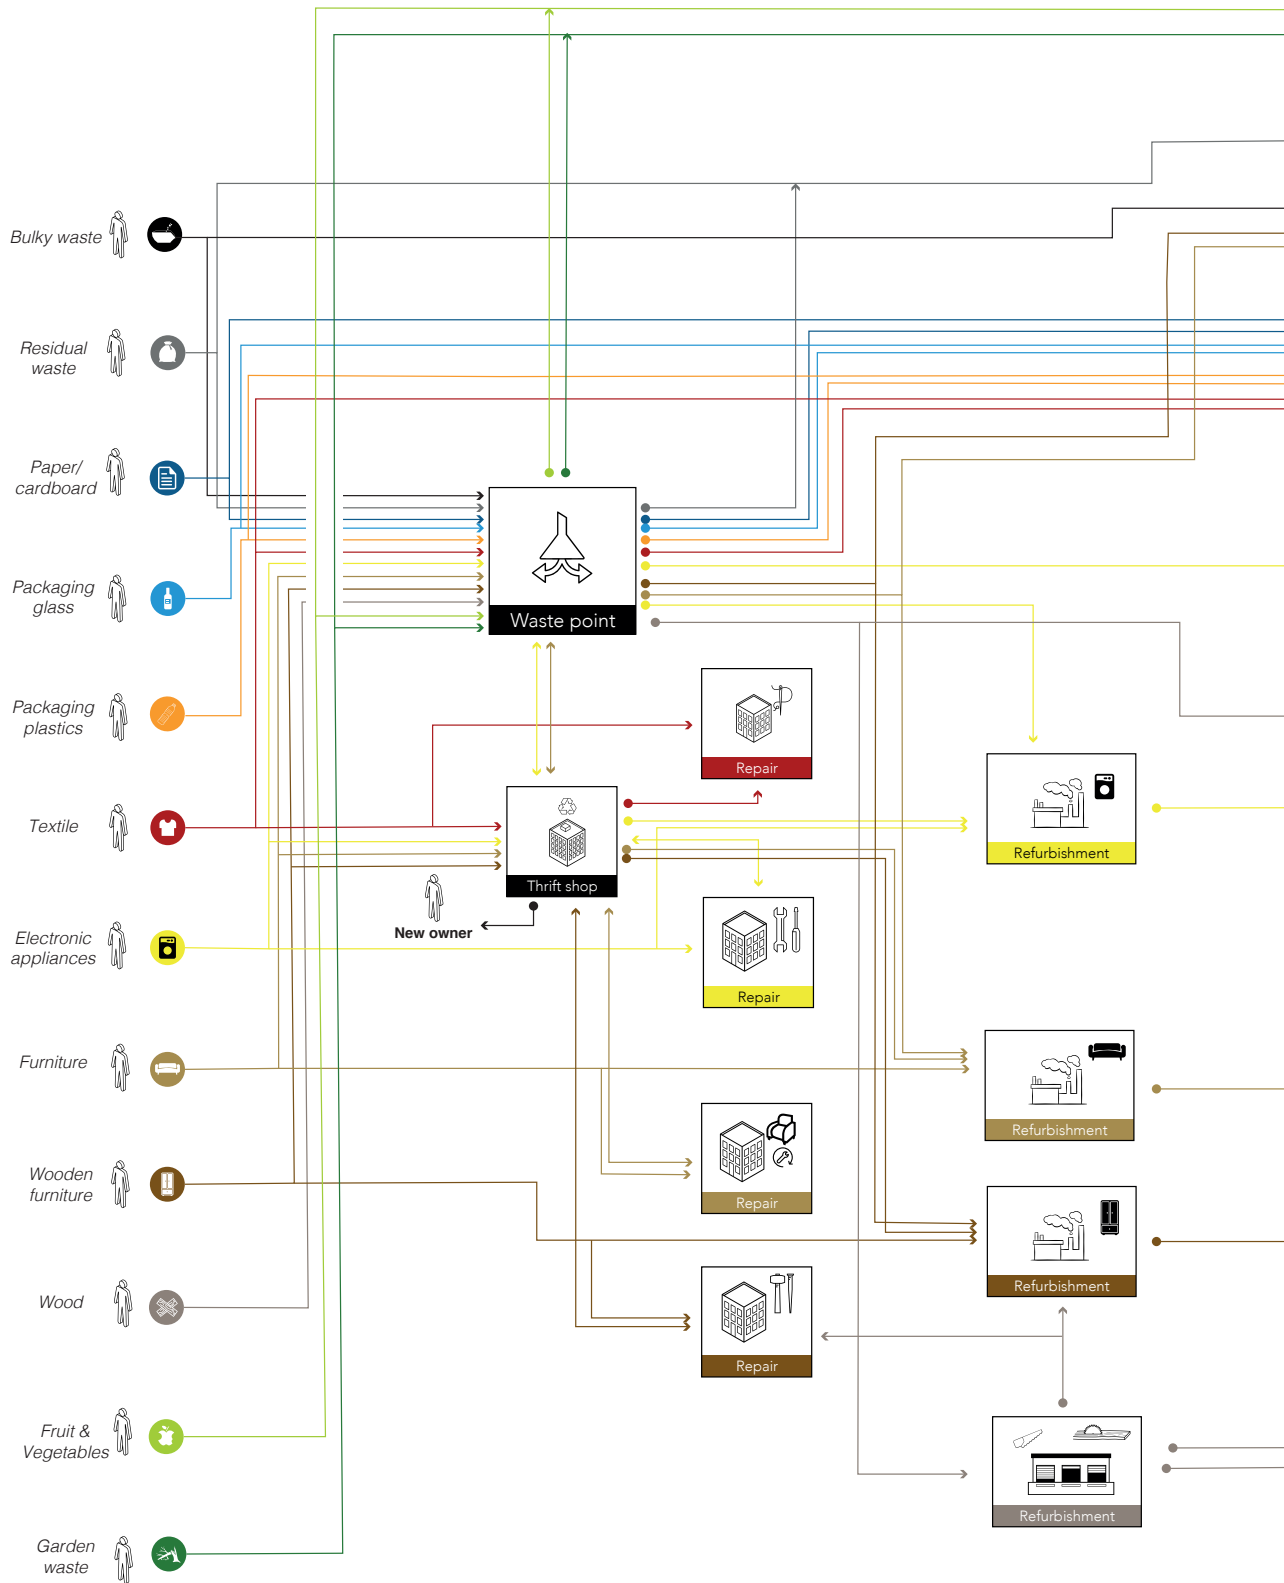 Bulky waste
Residual
waste
Paper/
cardboard
Packaging
glass
Waste point
Packaging
plastics
Repair
Textile
Refurbishment
Thrift shop
New owner
Electronic
appliances
Repair
Furniture
Refurbishment
Wooden
furniture
Repair
Refurbishment
Wood
Repair
Fruit &
Vegetables
Refurbishment
Garden
waste